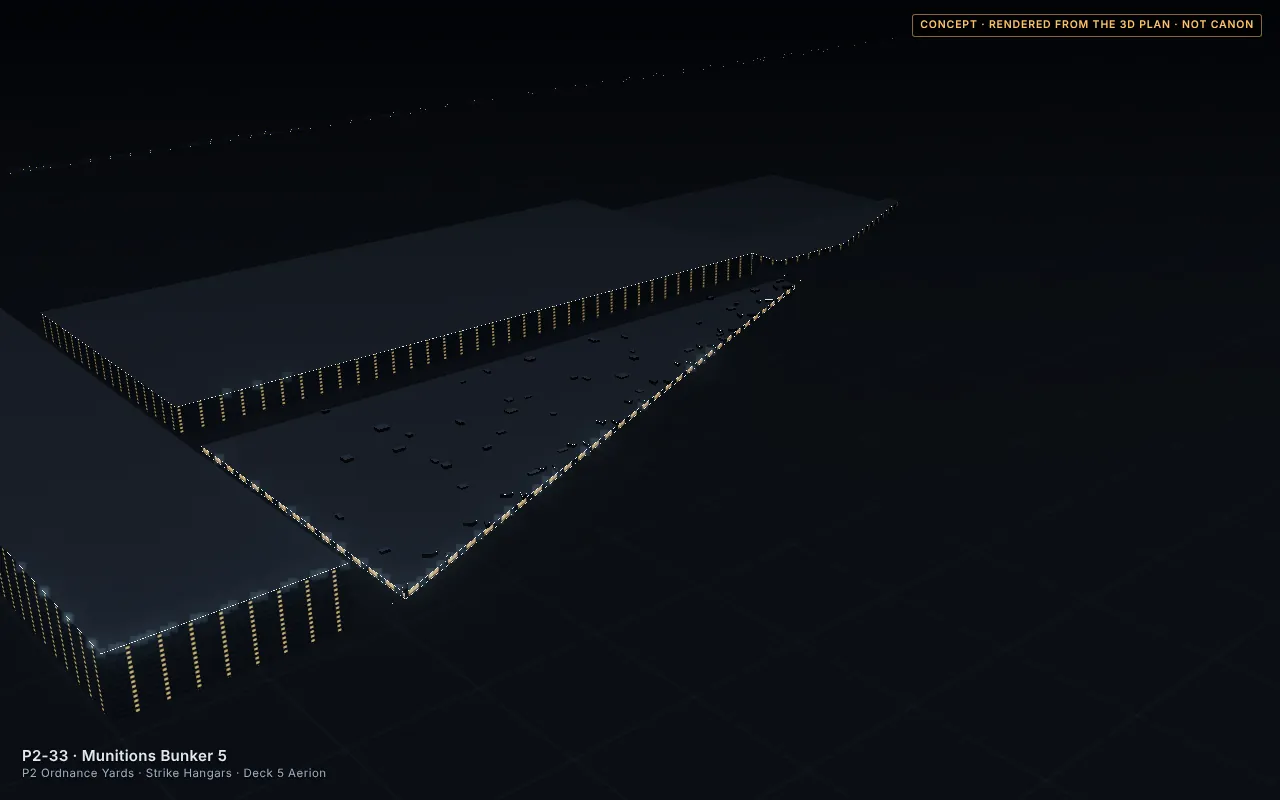 CONCEPT · RENDERED FROM THE 3D PLAN · NOT CANON
P2-33 · Munitions Bunker 5
P2 Ordnance Yards · Strike Hangars · Deck 5 Aerion